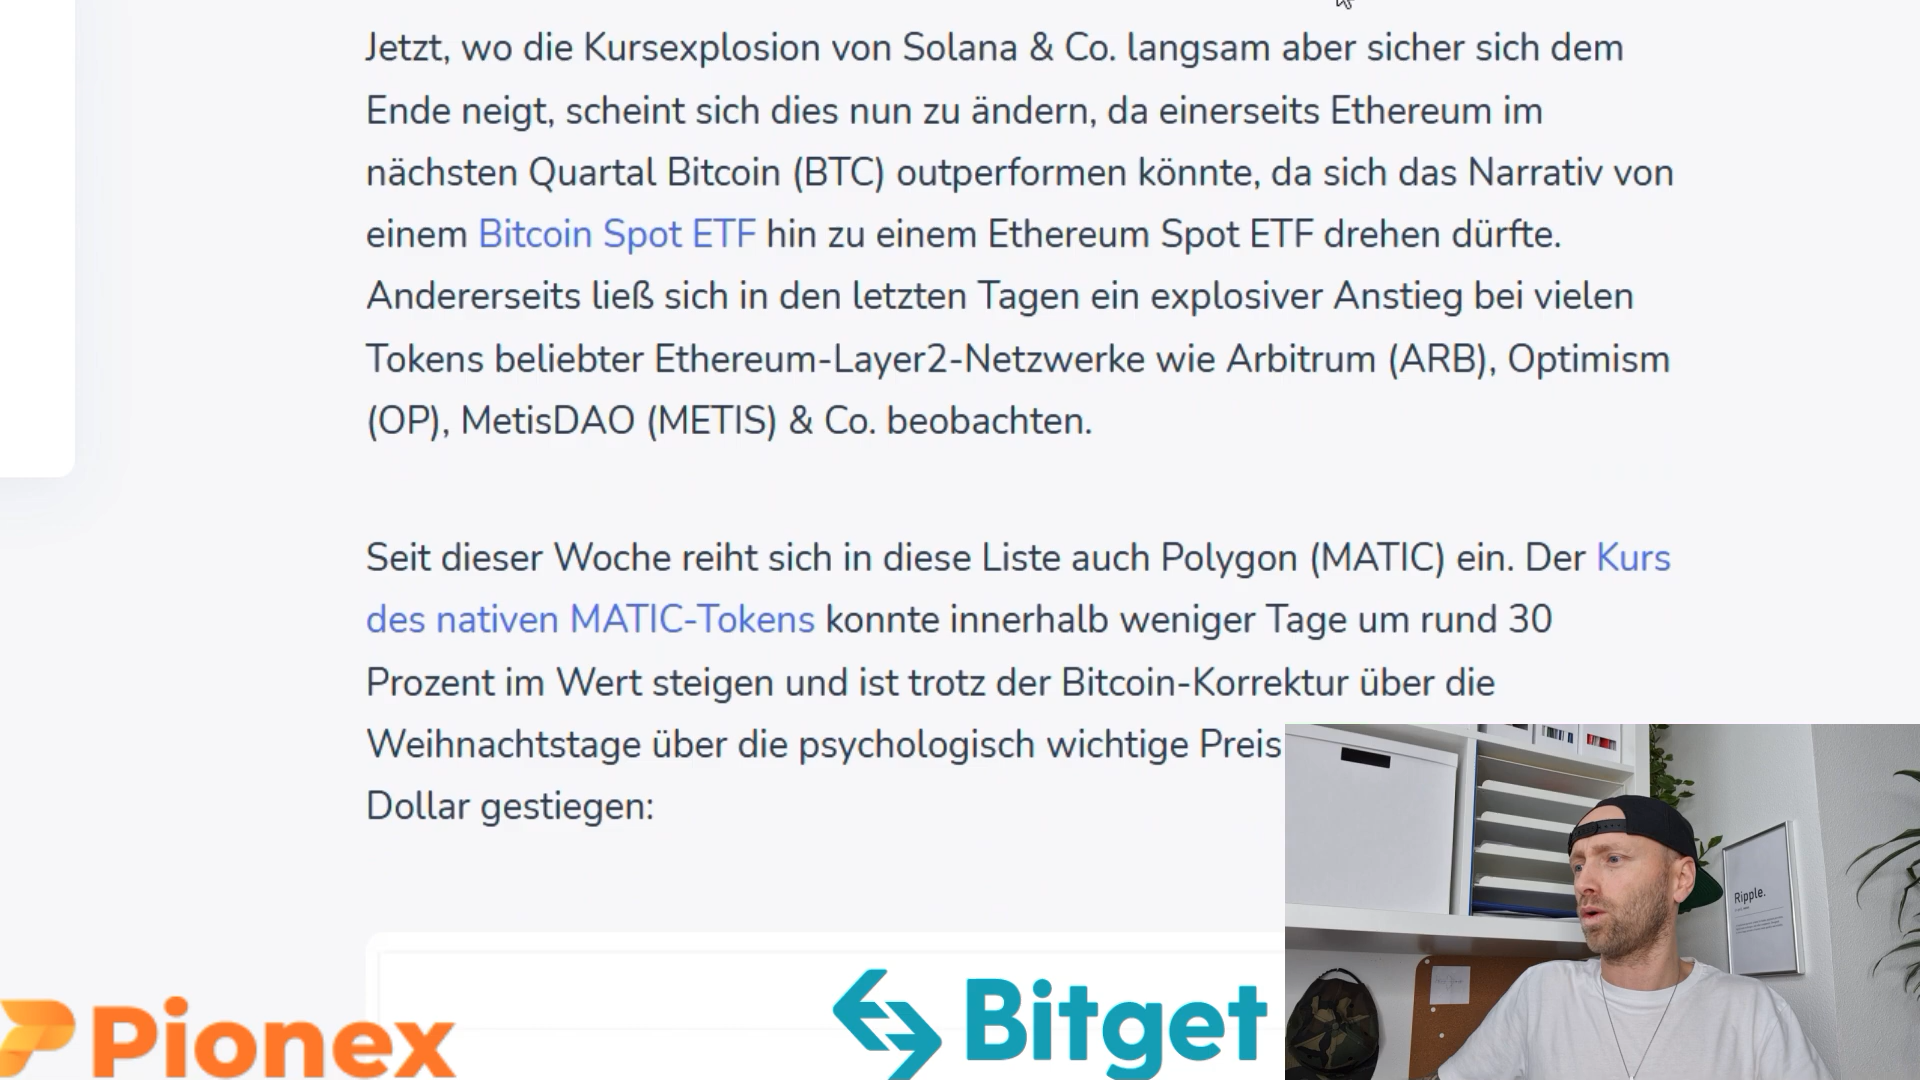 Jetzt, wo die Kursexplosion von Solana & Co. langsam aber sicher sich dem
Ende neigt, scheint sich dies nun zu ändern, da einerseits Ethereum im
nächsten Quartal Bitcoin (BTC) outperformen könnte, da sich das Narrativ von
einem Bitcoin Spot ETF hin zu einem Ethereum Spot ETF drehen dürfte.
Andererseits ließ sich in den letzten Tagen ein explosiver Anstieg bei vielen
Tokens beliebter Ethereum-Layer2-Netzwerke wie Arbitrum (ARB), Optimism
(OP), MetisDAO (METIS) & Co. beobachten.
Seit dieser Woche reiht sich in diese Liste auch Polygon (MATIC) ein. Der Kurs
des nativen MATIC-Tokens konnte innerhalb weniger Tage um rund 30
Prozent im Wert steigen und ist trotz der Bitcoin-Korrektur über die
Weihnachtstage über die psychologisch wichtige Preis
Dollar gestiegen:
Ripple.
Pionex
Bitget